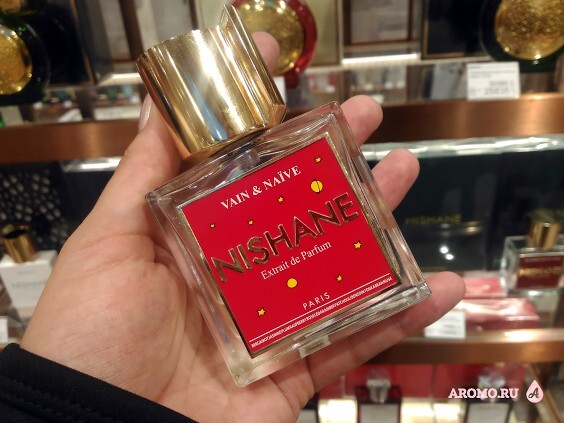 VAIN & NAÏVE
NISHANE
Extrait de Parfum
PARIS
NISHANE
AROMO.RU